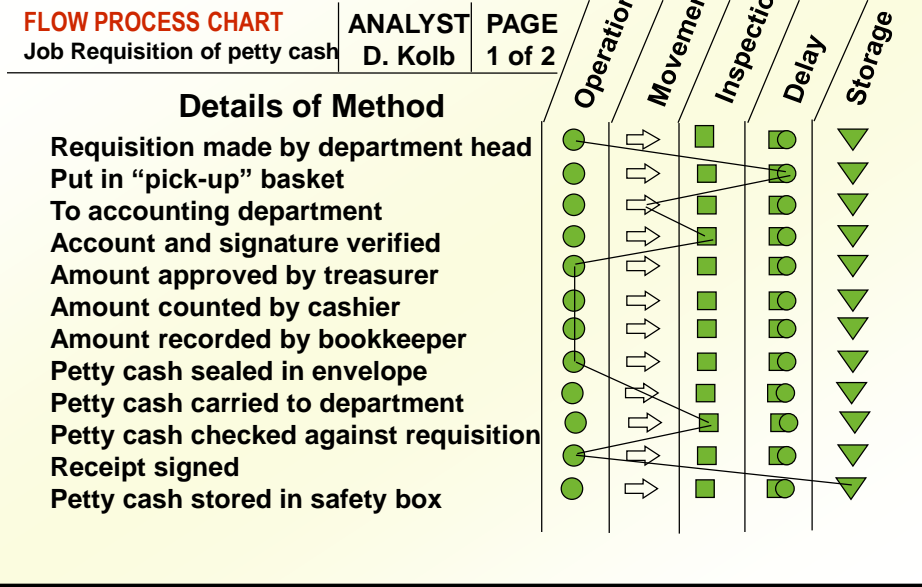 FLOW PROCESS CHART
Job Requisition of petty cash
ANALYST
D. Kolb
PAGE
1 of 2
Operation
Movemen
Inspectio
Delay
Storage
Details of Method
Requisition made by department head
Put in “pick-up” basket
To accounting department
Account and signature verified
Amount approved by treasurer
Amount counted by cashier
Amount recorded by bookkeeper
Petty cash sealed in envelope
Petty cash carried to department
Petty cash checked against requisition
Receipt signed
Petty cash stored in safety box